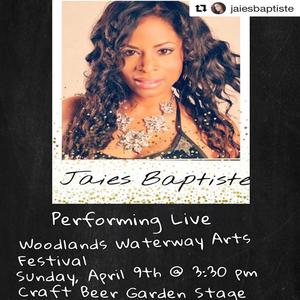 jaiesbaptiste
Jaies Baptiste
Performing Live
Woodlands Waterway Arts
Festival
Sunday, April 9th @ 3:30 pm
Craft Beer Garden Stage